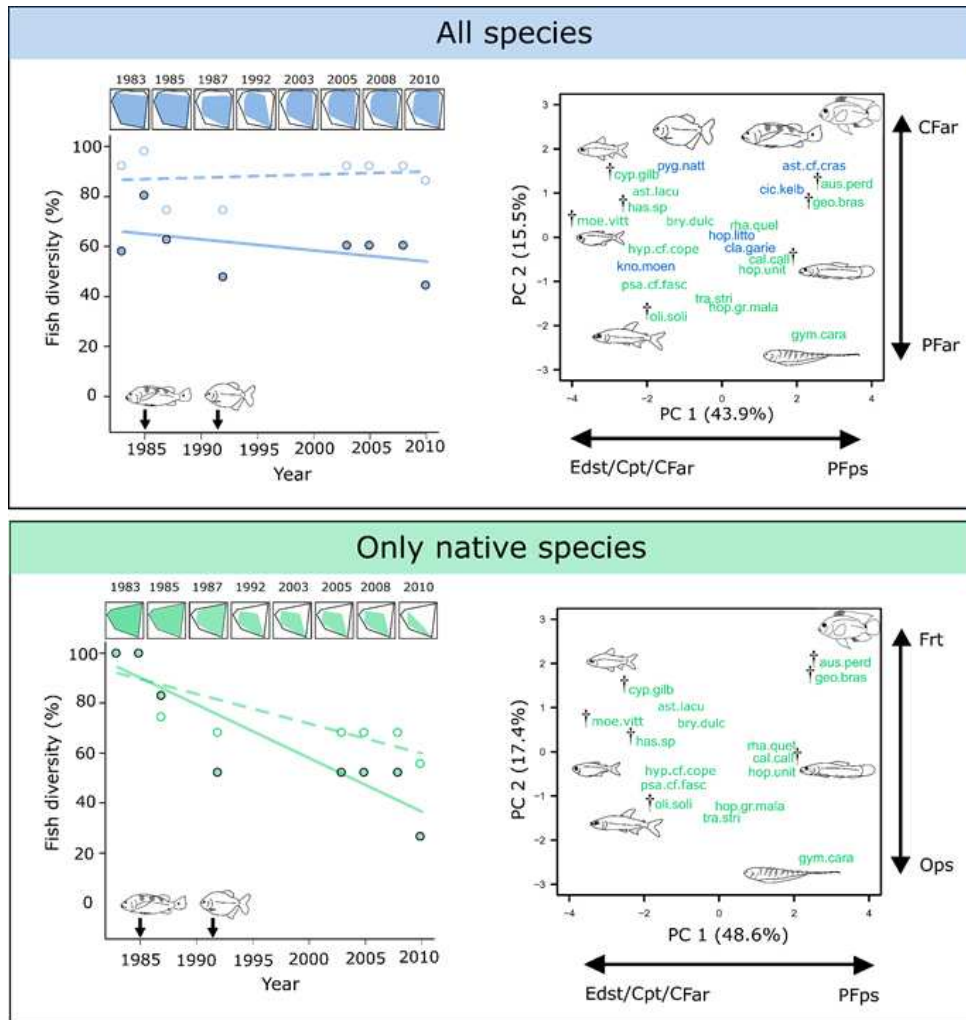 All species
1983 1985 1987 1992 2003 2005 2008 2010
100
80
60
40
20
0
Fish diversity (%)
1985 1990 1995 2000 2005 2010
Year
3
2
1
0
-1
-2
-3
PC 2 (15.5%)
cyp.gilb
pyg.natt
ast.cf.cras
aus.perd
ast.lacu
cic.kelb
geo.bras
has.sp
moe.vitt
bry.dulc
rha.quel
hop.litto
hyp.cf.cope
cla.garie
cal.call
kno.moen
hop.unit
psa.cf.fasc
tra.stri
hop.gr.mala
oli.soli
gym.cara
-4 -2 0 2 4
PC 1 (43.9%)
CFar
PFar
Edst/Cpt/CFar PFps
Only native species
1983 1985 1987 1992 2003 2005 2008 2010
100
80
60
40
20
0
Fish diversity (%)
1985 1990 1995 2000 2005 2010
Year
3
2
1
0
-1
-2
-3
PC 2 (17.4%)
aus.perd
geo.bras
cyp.gilb
ast.lacu
moe.vitt
bry.dulc
has.sp
rha.quel
cal.call
hyp.cf.cope
hop.unit
psa.cf.fasc
oli.soli
hop.gr.mala
tra.stri
gym.cara
-4 -2 0 2 4
PC 1 (48.6%)
Frt
Ops
Edst/Cpt/CFar PFps